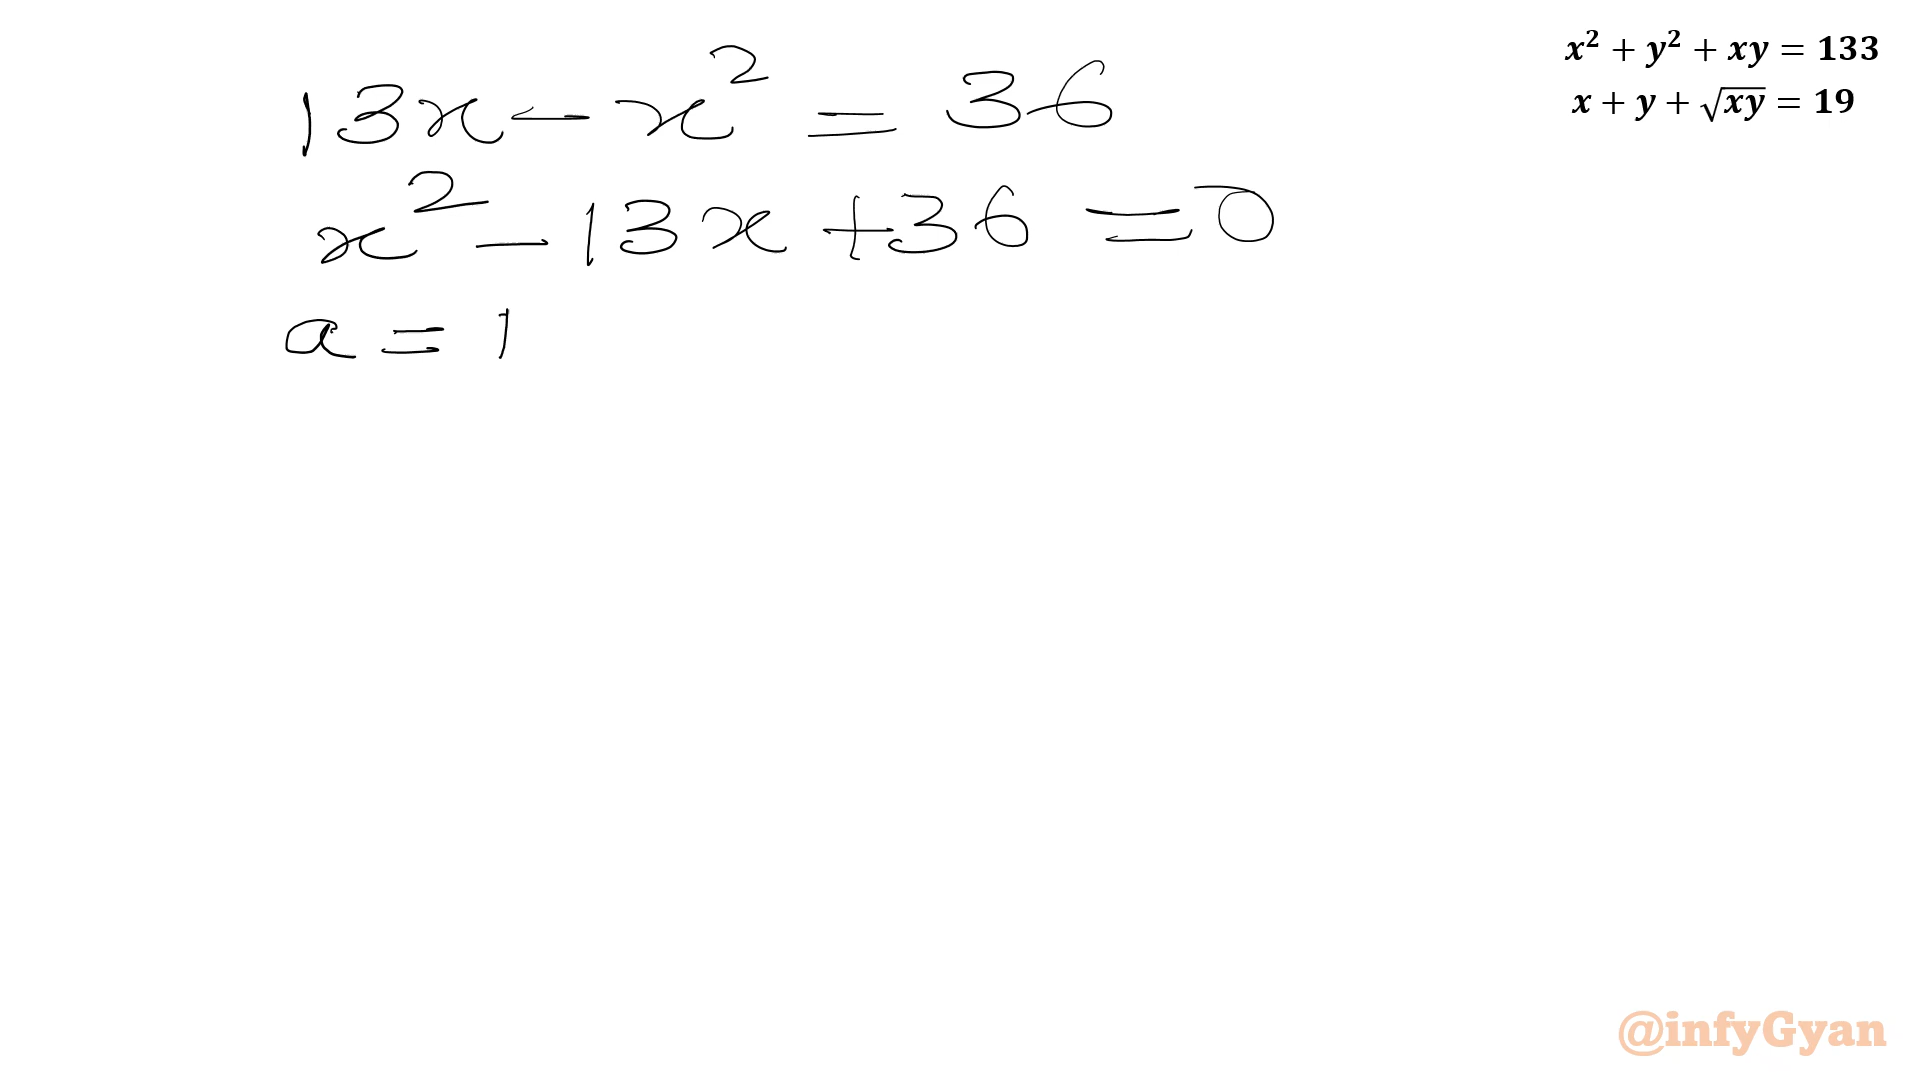 13x - x² = 36
x² - 13x + 36 = 0
a = 1
x² + y² + xy = 133
x + y + √xy = 19
@infyGyan